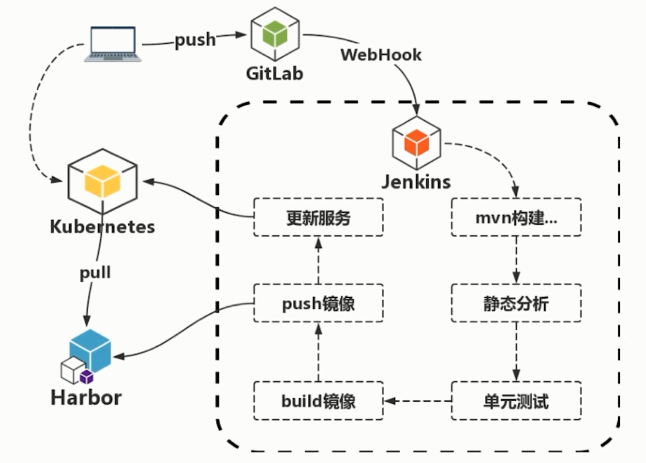 push
GitLab
WebHook
Jenkins
Kubernetes
更新服务
mvn构建...
pull
push镜像
静态分析
Harbor
build镜像
单元测试